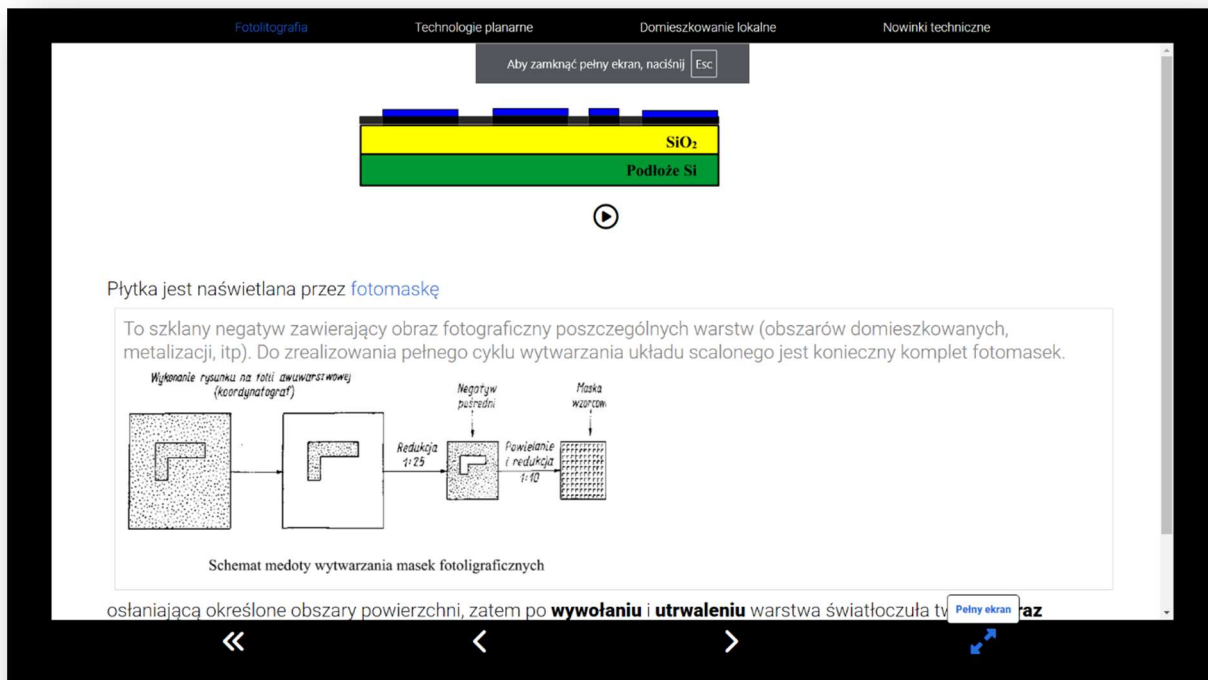 Fotolitografia Technologie planarne Domieszkowanie lokalne Nowinki techniczne
Aby zamknąć pełny ekran, naciśnij Esc
SiO₂
Podłoże Si
Płytka jest naświetlana przez fotomaskę
To szklany negatyw zawierający obraz fotograficzny poszczególnych warstw (obszarów domieszkowanych,
metalizacji, itp). Do zrealizowania pełnego cyklu wytwarzania układu scalonego jest konieczny komplet fotomasek.
Wykonanie rysunku na folii dwuwarstwowej
(koordynatograf)
Negatyw
pośredni
Maska
wzorcow
Redukcja
1:25
Powielanie
i redukcja
1:10
Schemat medoty wytwarzania masek fotoligraficznych
osłaniającą określone obszary powierzchni, zatem po wywołaniu i utrwaleniu warstwa światłoczuła tw raz
Pełny ekran